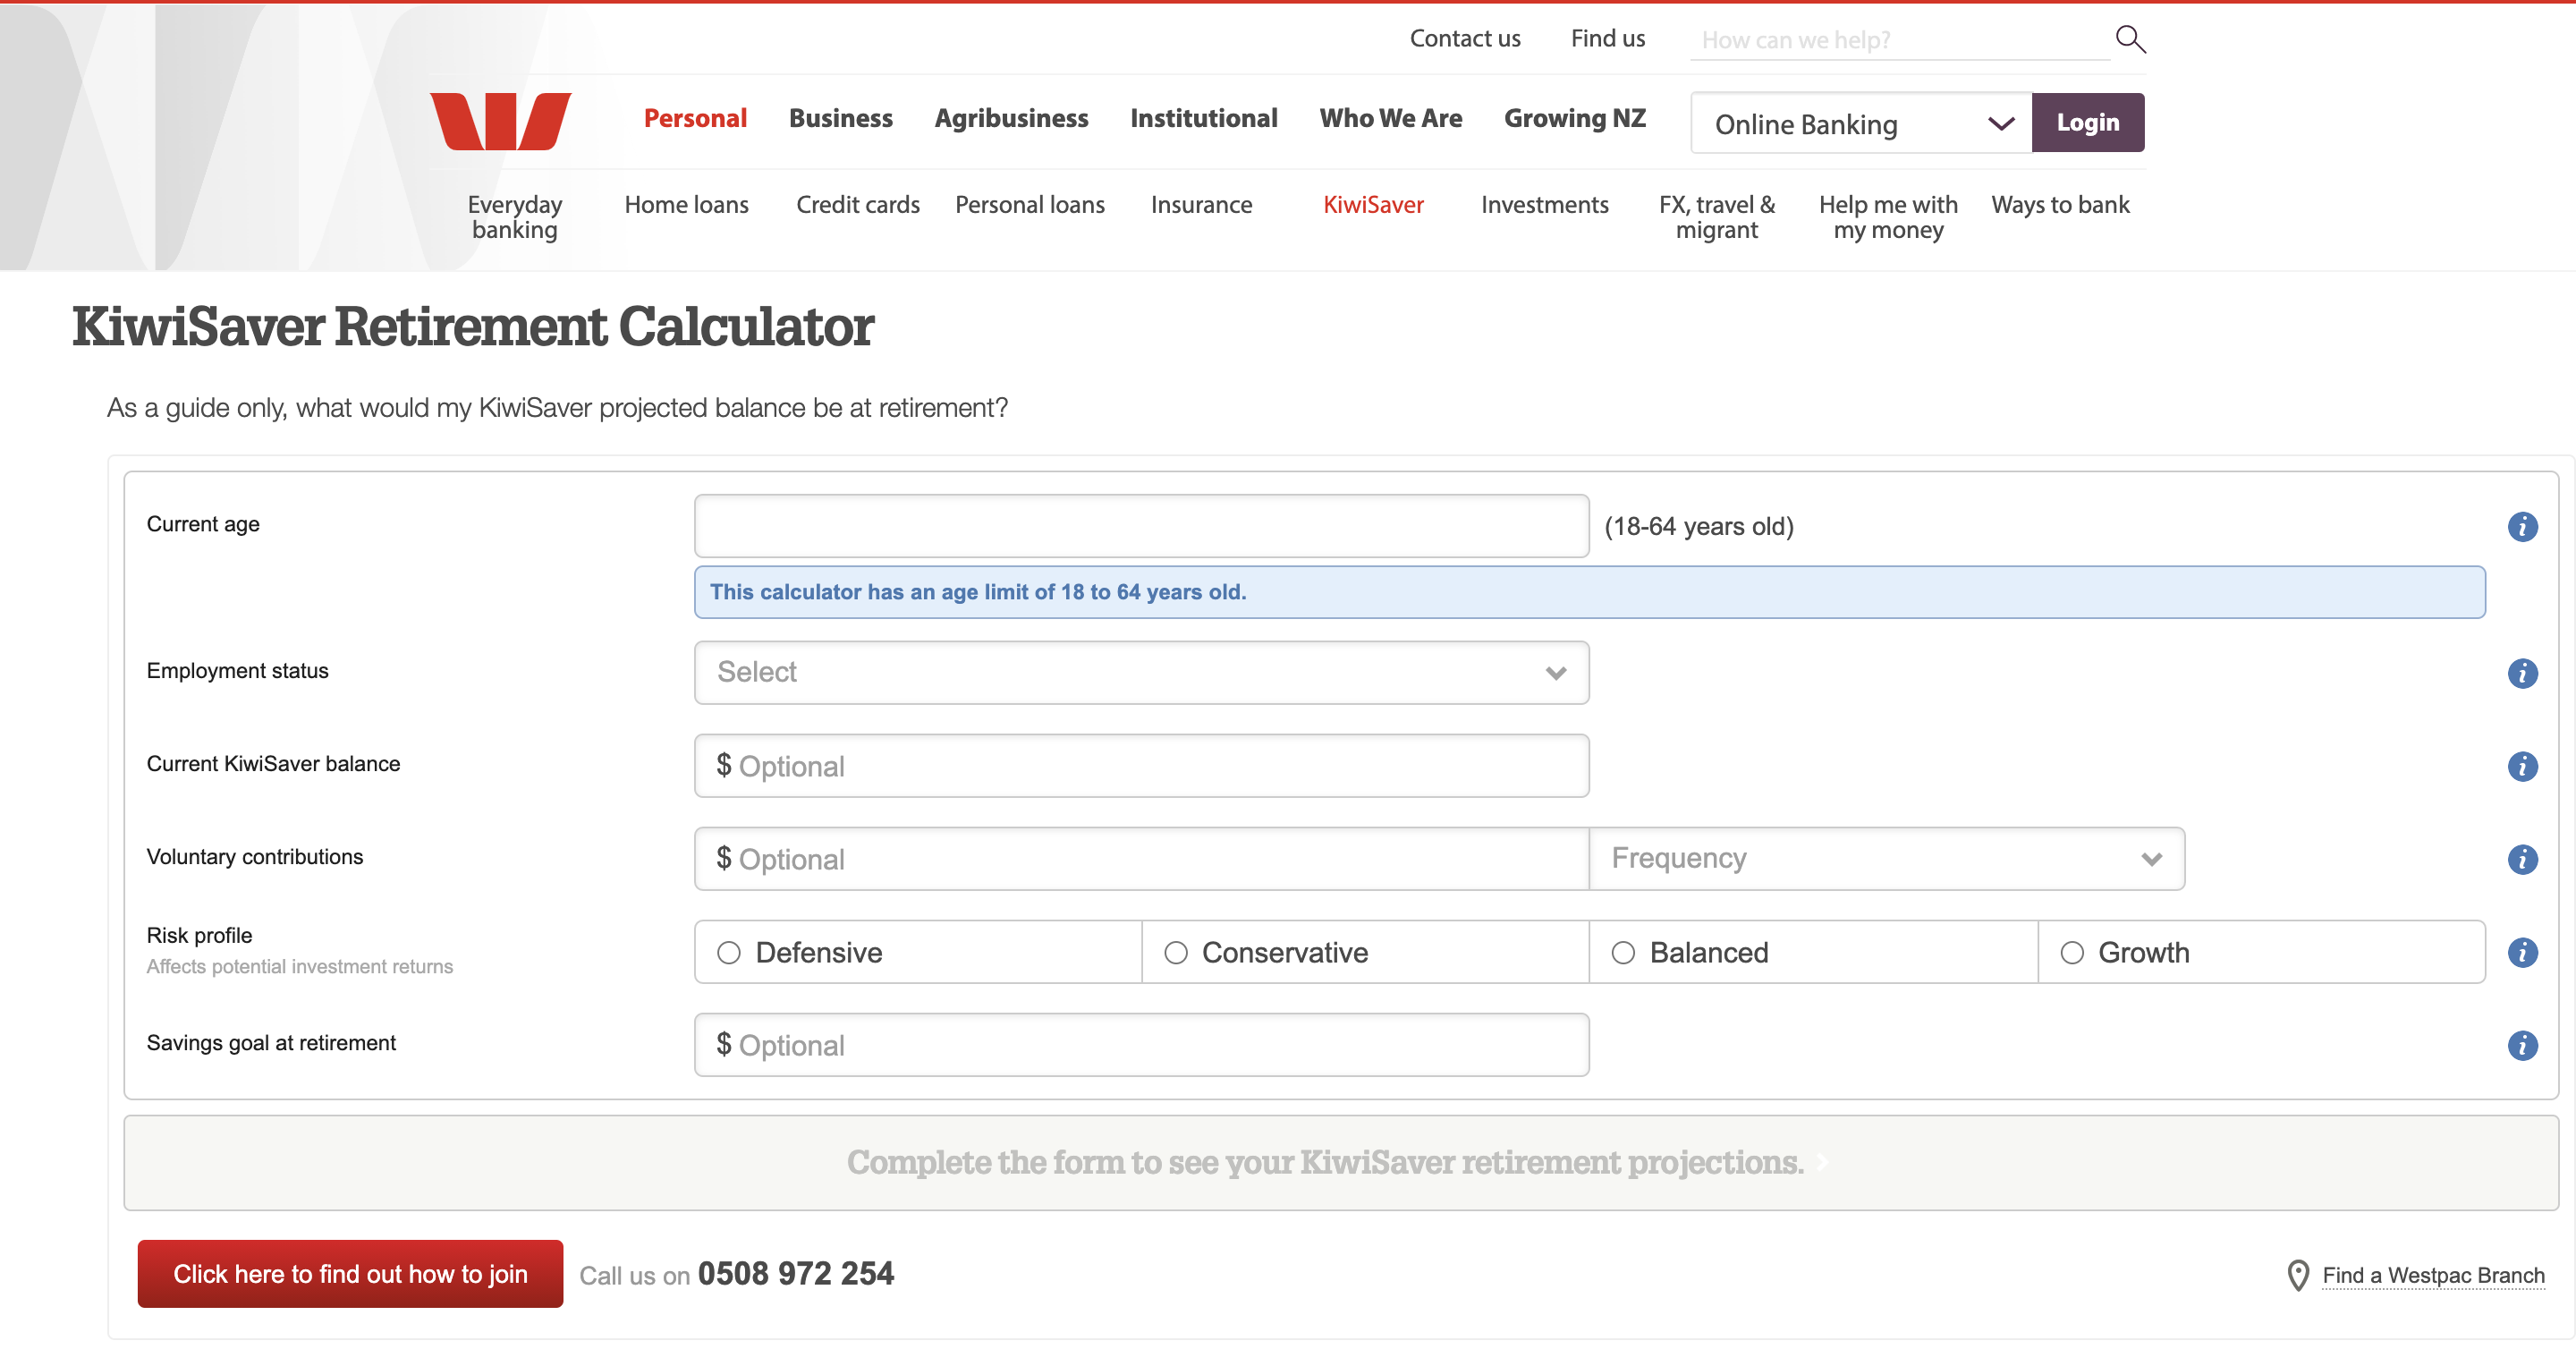 Contact us
Find us
How can we help?
Personal
Business
Agribusiness
Institutional
Who We Are
Growing NZ
Online Banking
Login
Everyday
banking
Home loans
Credit cards
Personal loans
Insurance
KiwiSaver
Investments
FX, travel &
migrant
Help me with
my money
Ways to bank
KiwiSaver Retirement Calculator
As a guide only, what would my KiwiSaver projected balance be at retirement?
Current age
(18-64 years old)
This calculator has an age limit of 18 to 64 years old.
Employment status
Select
Current KiwiSaver balance
$ Optional
Voluntary contributions
$ Optional
Frequency
Risk profile
Affects potential investment returns
Defensive
Conservative
Balanced
Growth
Savings goal at retirement
$ Optional
Complete the form to see your KiwiSaver retirement projections.
Click here to find out how to join
Call us on 0508 972 254
Find a Westpac Branch